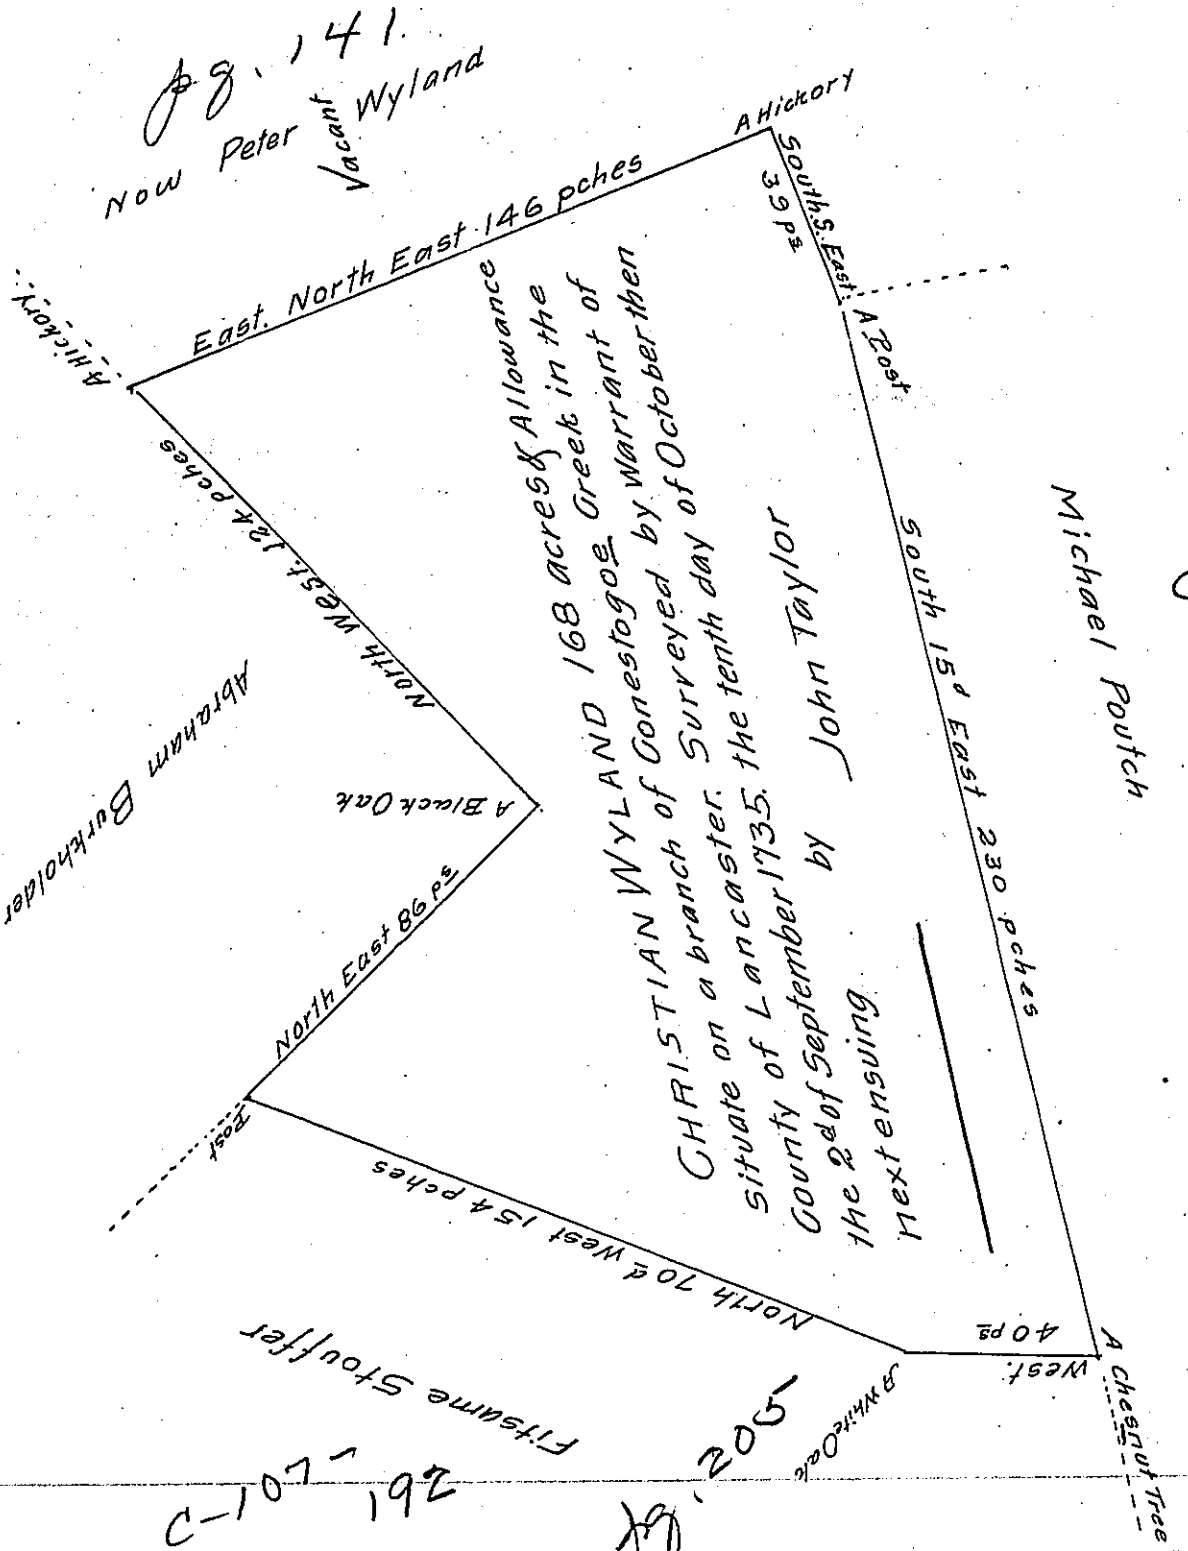 pg. 141.
Now Peter Wyland
Vacant
A Hickory
East. North East 146 pches
A Hickory
South S. East.
39 ps
A Post
South 15d East 230 pches
Michael Poutch
A Chesnut Tree
West.
40 ps
A White Oak
North 70d West 154 pches
Post
North East 98 ps
A Black Oak
North West. 124 pches
Abraham Burkholder
Fitsame Stouffer
CHRISTIAN WYLAND 168 acres & Allowance
situate on a branch of Conestogoe Creek in the
County of Lancaster. Surveyed by Warrant of
the 2d of September 1735. the tenth day of October then
next ensuing by John Taylor
C-107-192
pg. 205